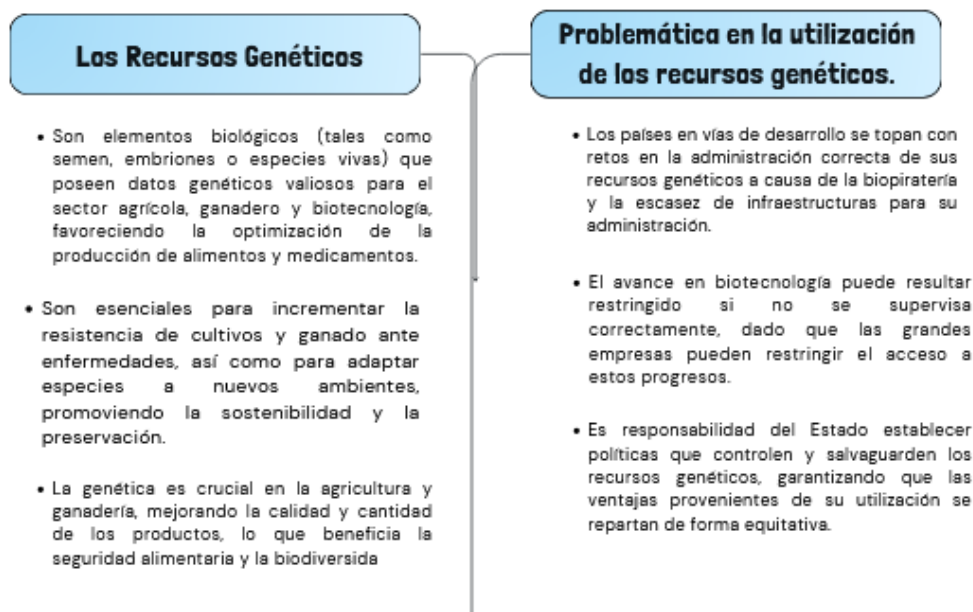 Los Recursos Genéticos
• Son elementos biológicos (tales como
semen, embriones o especies vivas) que
poseen datos genéticos valiosos para el
sector agrícola, ganadero y biotecnología,
favoreciendo la optimización de la
producción de alimentos y medicamentos.
• Son esenciales para incrementar la
resistencia de cultivos y ganado ante
enfermedades, así como para adaptar
especies a nuevos ambientes,
promoviendo la sostenibilidad y la
preservación.
• La genética es crucial en la agricultura y
ganadería, mejorando la calidad y cantidad
de los productos, lo que beneficia la
seguridad alimentaria y la biodiversida
Problemática en la utilización
de los recursos genéticos.
• Los países en vías de desarrollo se topan con
retos en la administración correcta de sus
recursos genéticos a causa de la biopiratería
y la escasez de infraestructuras para su
administración.
• El avance en biotecnología puede resultar
restringido si no se supervisa
correctamente, dado que las grandes
empresas pueden restringir el acceso a
estos progresos.
• Es responsabilidad del Estado establecer
políticas que controlen y salvaguarden los
recursos genéticos, garantizando que las
ventajas provenientes de su utilización se
repartan de forma equitativa.